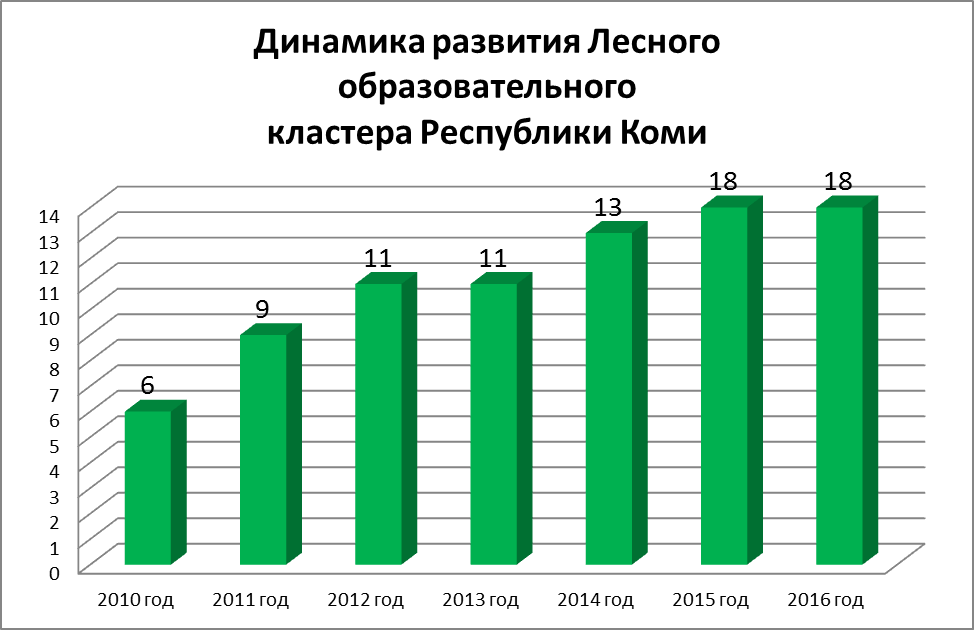 Динамика развития Лесного
образовательного
кластера Республики Коми
14
13
12
11
10
9
8
7
6
5
4
3
2
1
0
6
9
11
11
13
18
18
2010 год
2011 год
2012 год
2013 год
2014 год
2015 год
2016 год